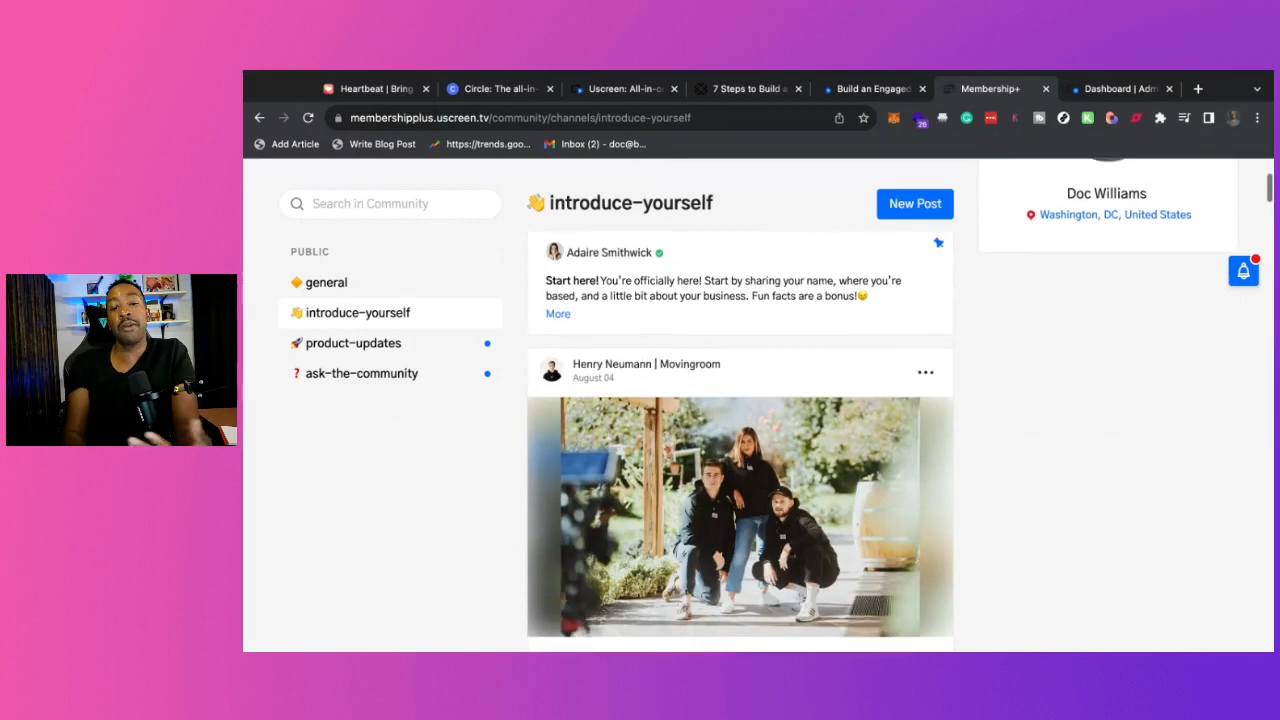 Heartbeat | Bring
Circle: The all-in-
Uscreen: All-in-o
7 Steps to Build a
Build an Engaged
Membership+
Dashboard | Adm
membershipplus.uscreen.tv/community/channels/introduce-yourself
26
Add Article
Write Blog Post
https://trends.goo...
Inbox (2) - doc@b...
Search in Community
PUBLIC
general
introduce-yourself
product-updates
ask-the-community
👋 introduce-yourself
New Post
Adaire Smithwick
Start here! You're officially here! Start by sharing your name, where you're
based, and a little bit about your business. Fun facts are a bonus!😉
More
Henry Neumann | Movingroom
August 04
Doc Williams
Washington, DC, United States